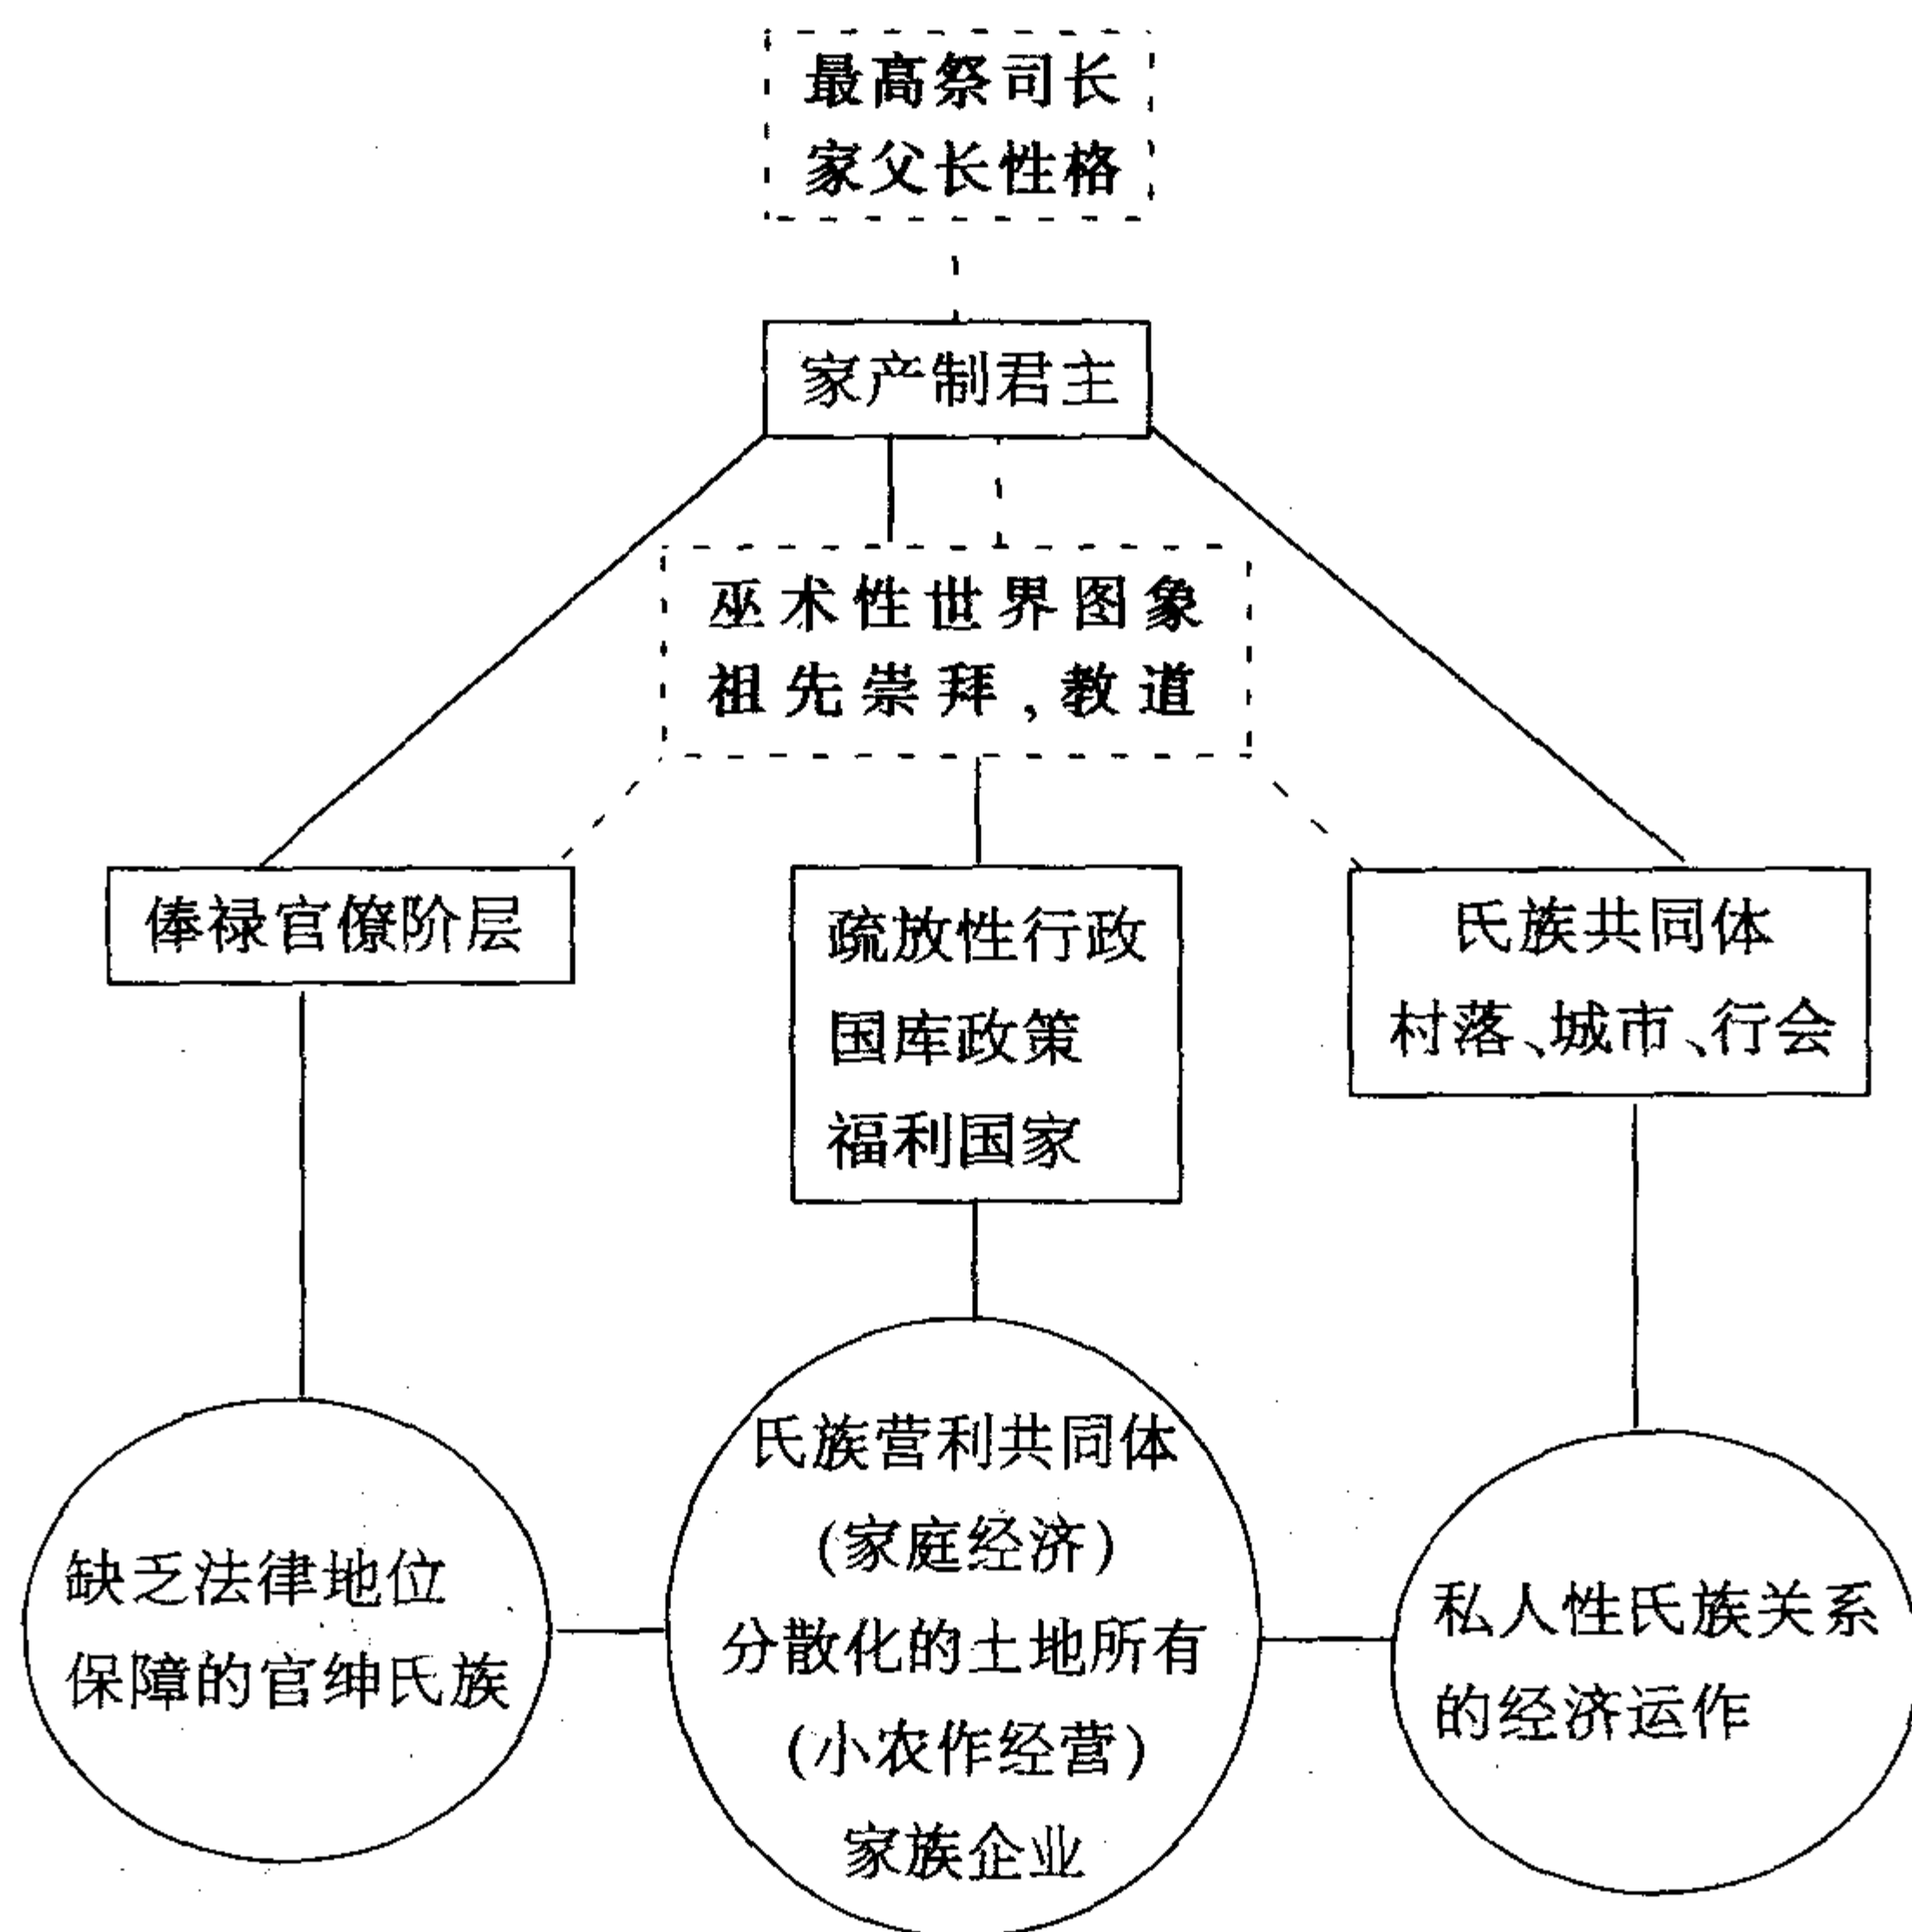 最高祭司长
家父长性格
家产制君主
巫术性世界图象
祖先崇拜,教道
俸禄官僚阶层
疏放性行政
国库政策
福利国家
氏族共同体
村落、城市、行会
缺乏法律地位
保障的官绅氏族
氏族营利共同体
(家庭经济)
分散化的土地所有
(小农作经营)
家族企业
私人性氏族关系
的经济运作